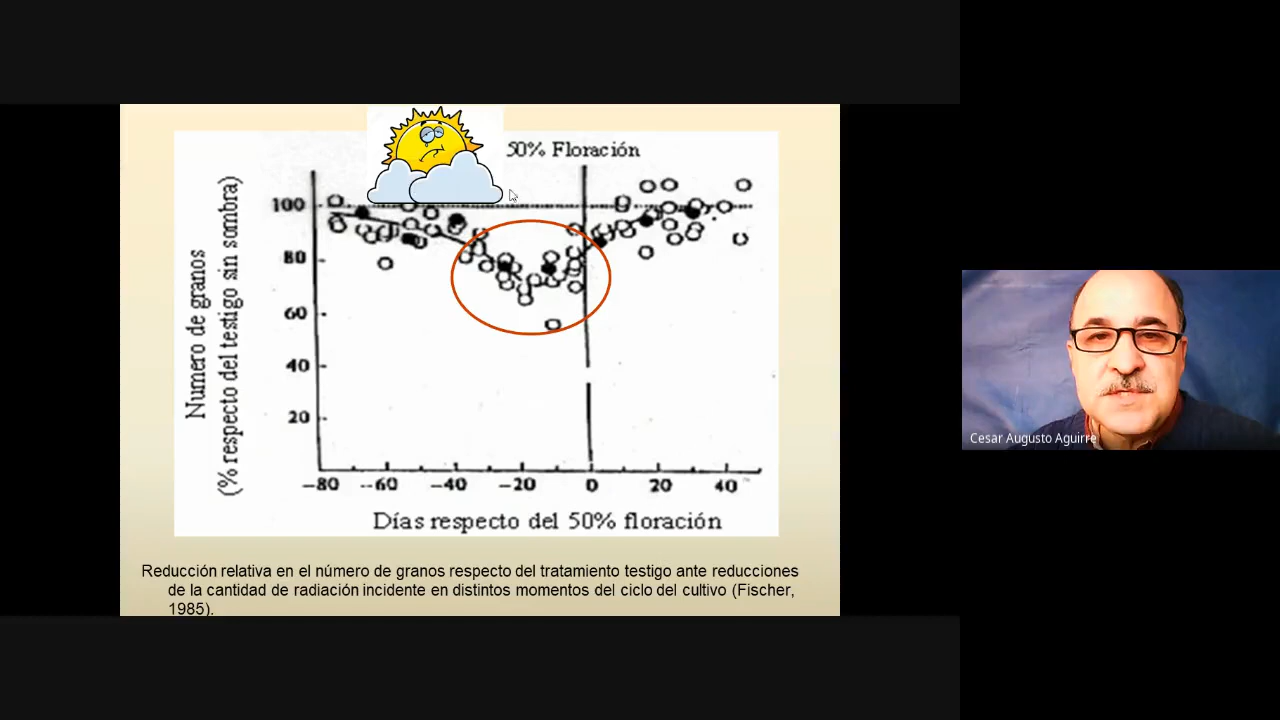 50% Floración
Numero de granos
(% respecto del testigo sin sombra)
100
80
60
40
20
-80 --60 -40 -20 0 20 40
Días respecto del 50% floración
Reducción relativa en el número de granos respecto del tratamiento testigo ante reducciones
de la cantidad de radiación incidente en distintos momentos del ciclo del cultivo (Fischer,
1985).
Cesar Augusto Aguirre